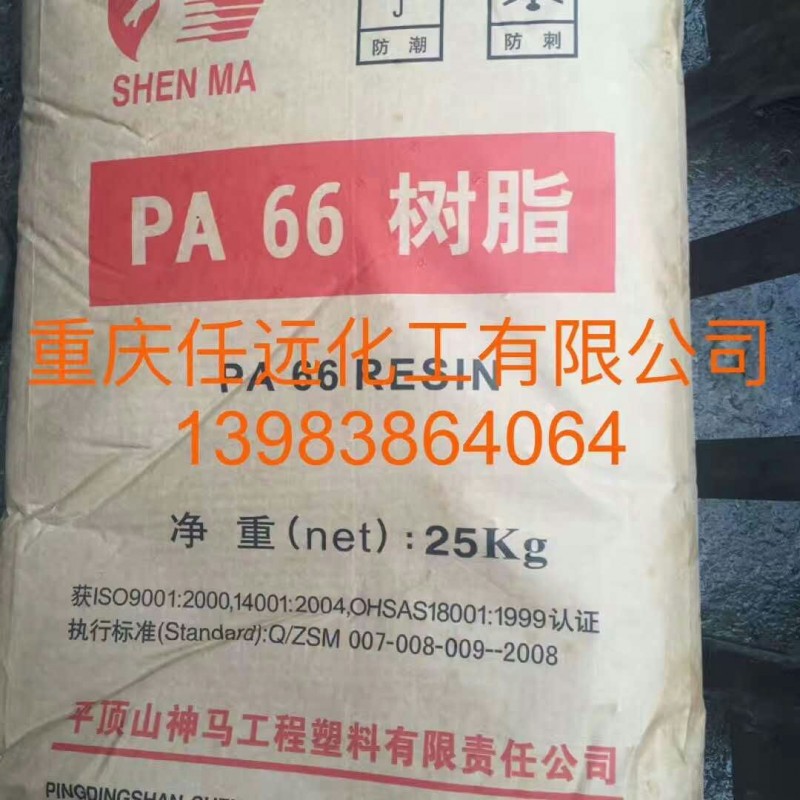 SHEN MA
防潮
防刺
PA 66 树脂
重庆任远化工有限公司
PA 66 RESIN
13983864064
净 重(net):25Kg
获ISO9001:2000,14001:2004,OHSAS18001:1999认证
执行标准(Standard):Q/ZSM 007-008-009--2008
平顶山神马工程塑料有限责任公司
PINGDINGSHAN